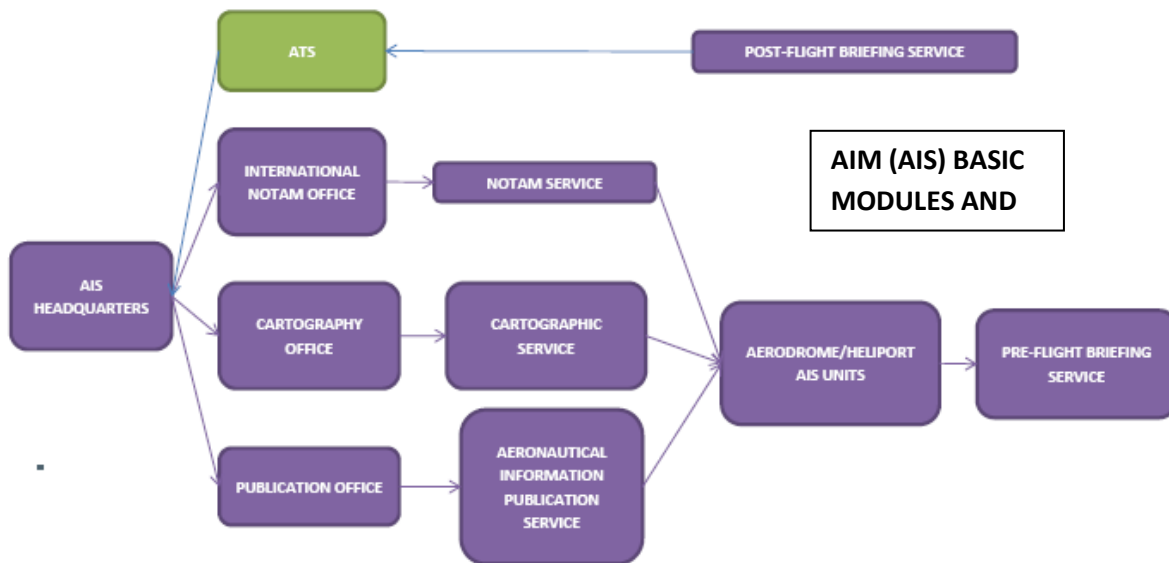 ATS
POST-FLIGHT BRIEFING SERVICE
AIM (AIS) BASIC
MODULES AND
INTERNATIONAL
NOTAM OFFICE
NOTAM SERVICE
AIS
HEADQUARTERS
CARTOGRAPHY
OFFICE
CARTOGRAPHIC
SERVICE
AERODROME/HELIPORT
AIS UNITS
PRE-FLIGHT BRIEFING
SERVICE
PUBLICATION OFFICE
AERONAUTICAL
INFORMATION
PUBLICATION
SERVICE